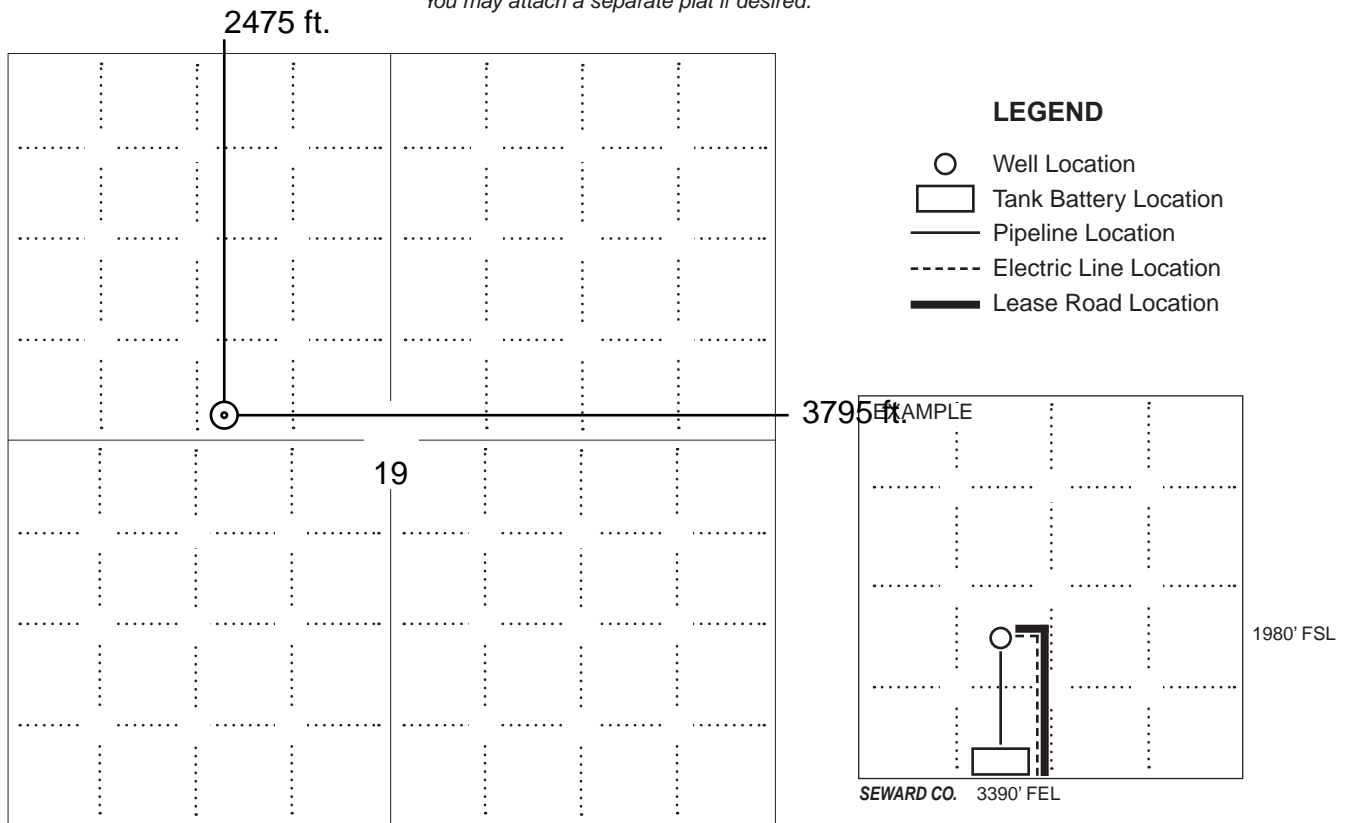 You may attach a separate plat if desired.
2475 ft.
LEGEND
Well Location
Tank Battery Location
Pipeline Location
Electric Line Location
Lease Road Location
3795 ft.
EXAMPLE
19
1980' FSL
SEWARD CO. 3390' FEL